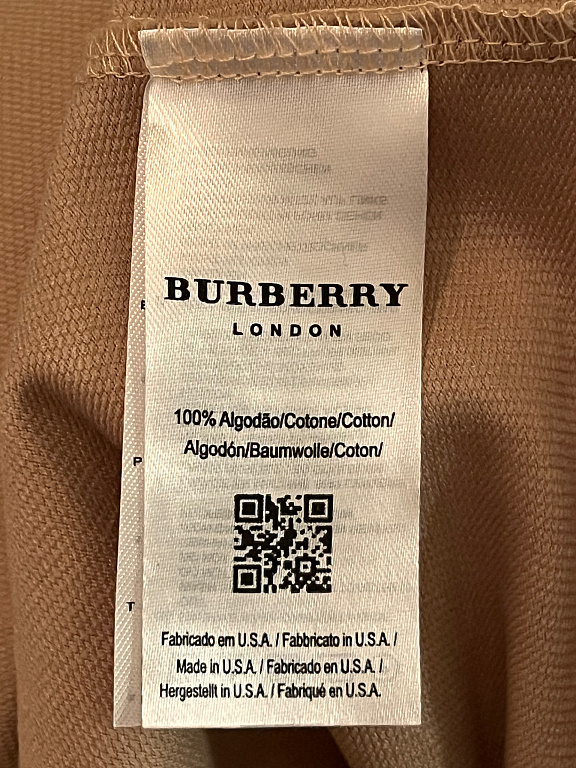 BURBERRY
LONDON
100% Algodão/Cotone/Cotton/
Algodón/Baumwolle/Coton/
Fabricado em U.S.A. / Fabbricato in U.S.A. /
Made in U.S.A. / Fabricado en U.S.A. /
Hergestellt in U.S.A. / Fabriqué en U.S.A.
P
T